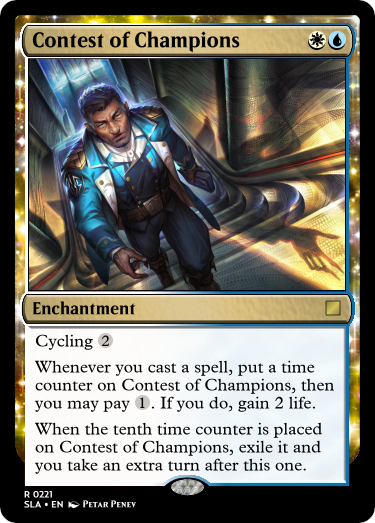 Contest of Champions
Enchantment
Cycling 2
Whenever you cast a spell, put a time
counter on Contest of Champions, then
you may pay 1. If you do, gain 2 life.
When the tenth time counter is placed
on Contest of Champions, exile it and
you take an extra turn after this one.
R 0221
SLA • EN Petar Penev